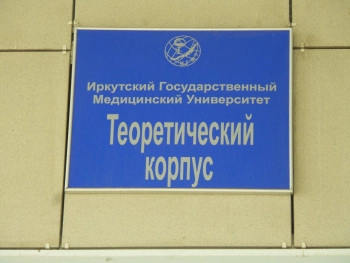 Иркутский Государственный
Медицинский Университет
Теоретический
корпус